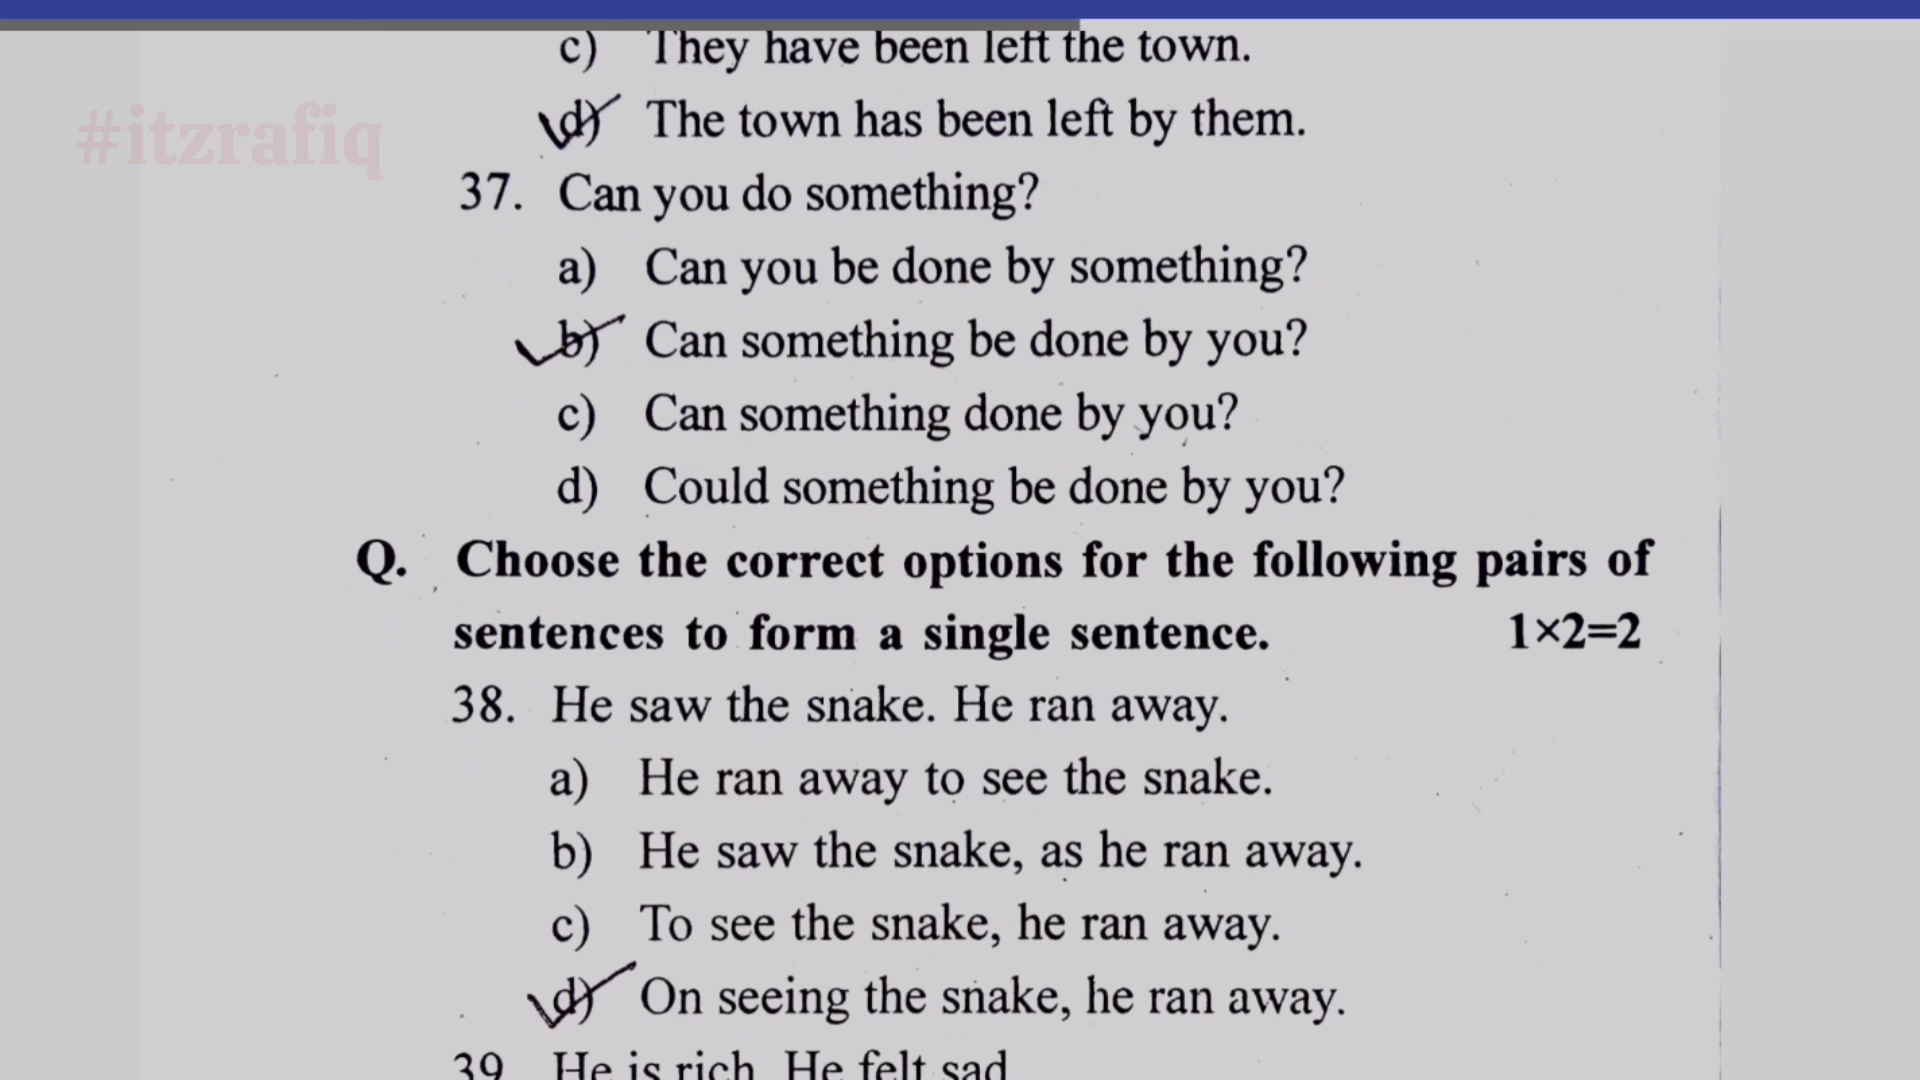 c) They have been left the town.
#itzrafiq
d) The town has been left by them.
37. Can you do something?
a) Can you be done by something?
b) Can something be done by you?
c) Can something done by you?
d) Could something be done by you?
Q. Choose the correct options for the following pairs of
sentences to form a single sentence. 1×2=2
38. He saw the snake. He ran away.
a) He ran away to see the snake.
b) He saw the snake, as he ran away.
c) To see the snake, he ran away.
d) On seeing the snake, he ran away.
39 He is rich. He felt sad